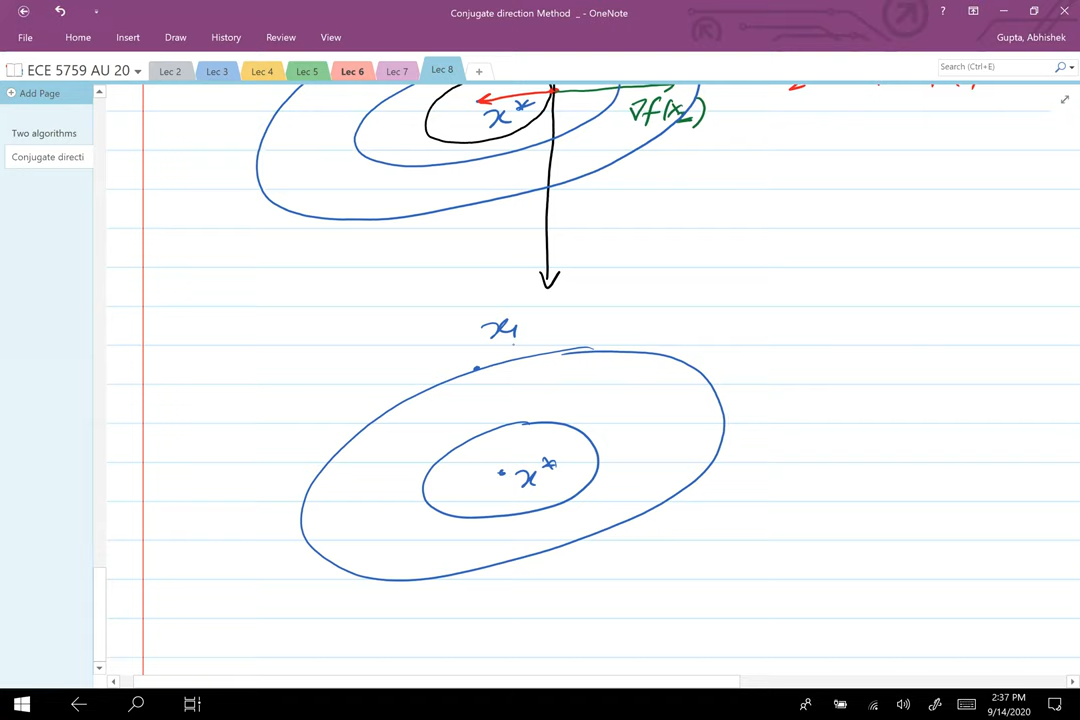 Conjugate direction Method _ - OneNote
File Home Insert Draw History Review View Gupta, Abhishek
ECE 5759 AU 20 Lec 2 Lec 3 Lec 4 Lec 5 Lec 6 Lec 7 Lec 8 Search (Ctrl+E)
Add Page
Two algorithms
Conjugate directi
x*
∇f(x₂)
x₁
x*
2:37 PM
9/14/2020